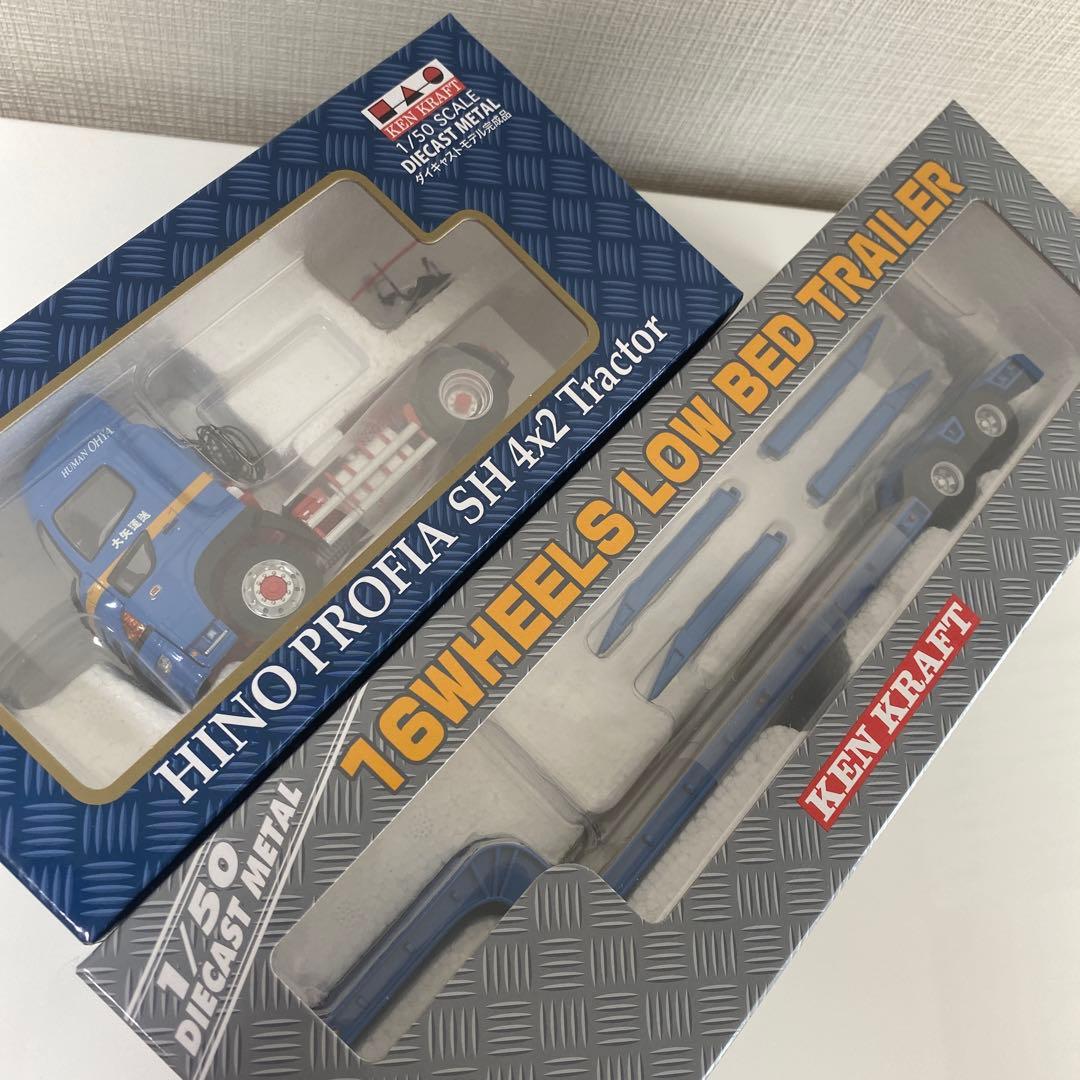 KEN KRAFT
1/50 SCALE
DIECAST METAL
ダイキャストモデル完成品
HUMAN OHYA
大矢運送
HINO PROFIA SH 4x2 Tractor
16WHEELS LOW BED TRAILER
KEN KRAFT
1/50
DIECAST METAL